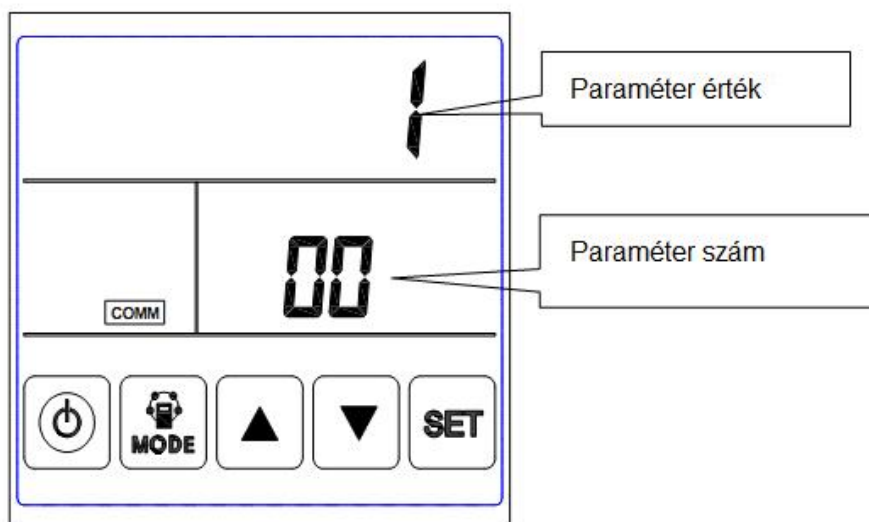 1
Paraméter érték
00
Paraméter szám
COMM
MODE
SET